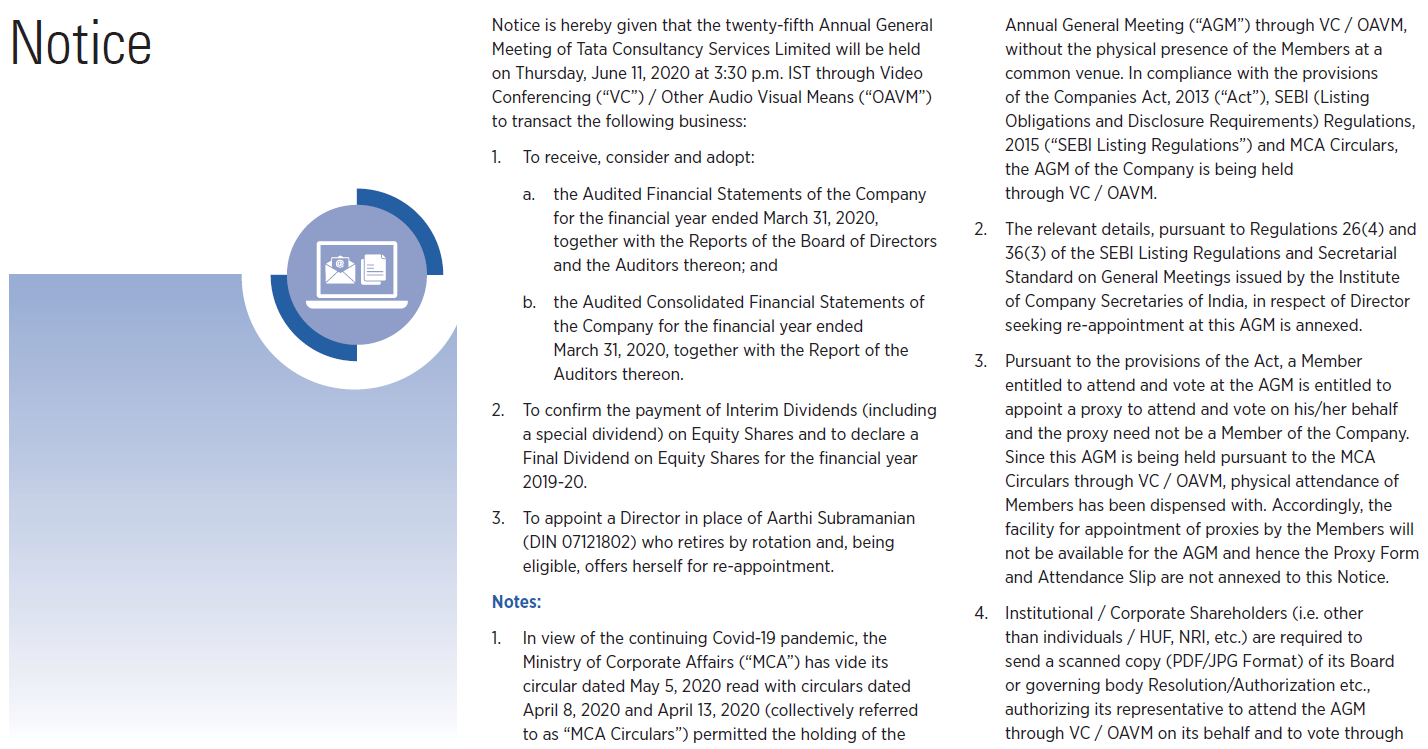 Notice
Notice is hereby given that the twenty-fifth Annual General
Meeting of Tata Consultancy Services Limited will be held
on Thursday, June 11, 2020 at 3:30 p.m. IST through Video
Conferencing (“VC”) / Other Audio Visual Means (“OAVM”)
to transact the following business:
1. To receive, consider and adopt:
a. the Audited Financial Statements of the Company
for the financial year ended March 31, 2020,
together with the Reports of the Board of Directors
and the Auditors thereon; and
b. the Audited Consolidated Financial Statements of
the Company for the financial year ended
March 31, 2020, together with the Report of the
Auditors thereon.
2. To confirm the payment of Interim Dividends (including
a special dividend) on Equity Shares and to declare a
Final Dividend on Equity Shares for the financial year
2019-20.
3. To appoint a Director in place of Aarthi Subramanian
(DIN 07121802) who retires by rotation and, being
eligible, offers herself for re-appointment.
Notes:
1. In view of the continuing Covid-19 pandemic, the
Ministry of Corporate Affairs (“MCA”) has vide its
circular dated May 5, 2020 read with circulars dated
April 8, 2020 and April 13, 2020 (collectively referred
to as “MCA Circulars”) permitted the holding of the
Annual General Meeting (“AGM”) through VC / OAVM,
without the physical presence of the Members at a
common venue. In compliance with the provisions
of the Companies Act, 2013 (“Act”), SEBI (Listing
Obligations and Disclosure Requirements) Regulations,
2015 (“SEBI Listing Regulations”) and MCA Circulars,
the AGM of the Company is being held
through VC / OAVM.
2. The relevant details, pursuant to Regulations 26(4) and
36(3) of the SEBI Listing Regulations and Secretarial
Standard on General Meetings issued by the Institute
of Company Secretaries of India, in respect of Director
seeking re-appointment at this AGM is annexed.
3. Pursuant to the provisions of the Act, a Member
entitled to attend and vote at the AGM is entitled to
appoint a proxy to attend and vote on his/her behalf
and the proxy need not be a Member of the Company.
Since this AGM is being held pursuant to the MCA
Circulars through VC / OAVM, physical attendance of
Members has been dispensed with. Accordingly, the
facility for appointment of proxies by the Members will
not be available for the AGM and hence the Proxy Form
and Attendance Slip are not annexed to this Notice.
4. Institutional / Corporate Shareholders (i.e. other
than individuals / HUF, NRI, etc.) are required to
send a scanned copy (PDF/JPG Format) of its Board
or governing body Resolution/Authorization etc.,
authorizing its representative to attend the AGM
through VC / OAVM on its behalf and to vote through